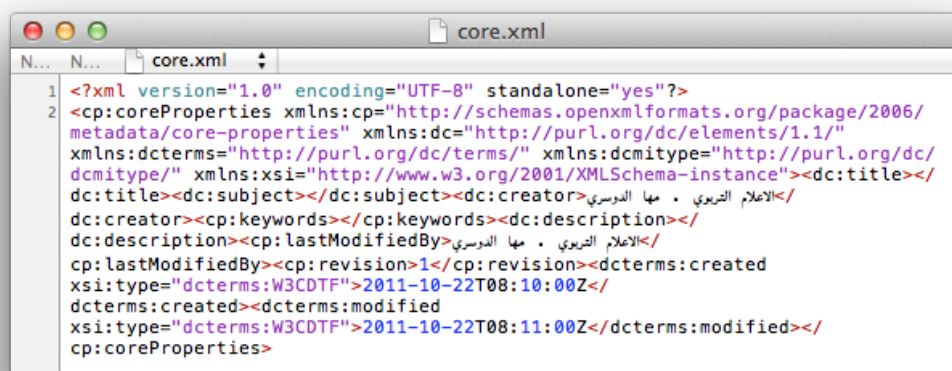 core.xml
N... N... core.xml
1 <?xml version="1.0" encoding="UTF-8" standalone="yes"?>
2 <cp:coreProperties xmlns:cp="http://schemas.openxmlformats.org/package/2006/
metadata/core-properties" xmlns:dc="http://purl.org/dc/elements/1.1/"
xmlns:dcterms="http://purl.org/dc/terms/" xmlns:dcmitype="http://purl.org/dc/
dcmitype/" xmlns:xsi="http://www.w3.org/2001/XMLSchema-instance"><dc:title></
dc:title><dc:subject></dc:subject><dc:creator>الاعلام التربوي . مها الدوسري</
dc:creator><cp:keywords></cp:keywords><dc:description></
dc:description><cp:lastModifiedBy>الاعلام التربوي . مها الدوسري</
cp:lastModifiedBy><cp:revision>1</cp:revision><dcterms:created
xsi:type="dcterms:W3CDTF">2011-10-22T08:10:00Z</
dcterms:created><dcterms:modified
xsi:type="dcterms:W3CDTF">2011-10-22T08:11:00Z</dcterms:modified></
cp:coreProperties>